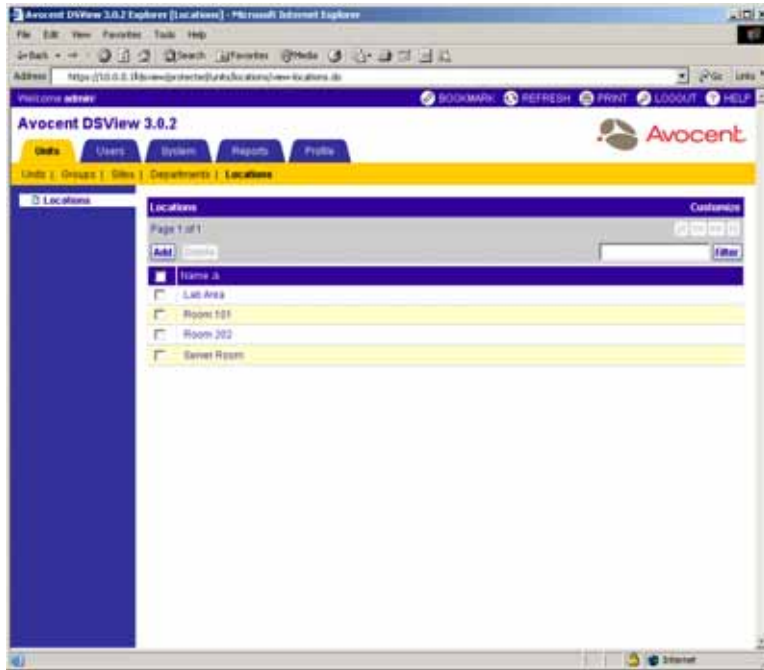 Avocent DSView 3.0.2 Explorer [Locations] - Microsoft Internet Explorer
File Edit View Favorites Tools Help
Back Search Favorites Media
Address Go Links
Welcome admin BOOKMARK REFRESH PRINT LOGOUT HELP
Avocent DSView 3.0.2
Avocent
Units Users System Reports Profile
Units | Groups | Sites | Departments | Locations
Locations
Locations Customize
Page 1 of 1
Add Delete Filter
Name
Lab Area
Room 101
Room 202
Server Room
Internet